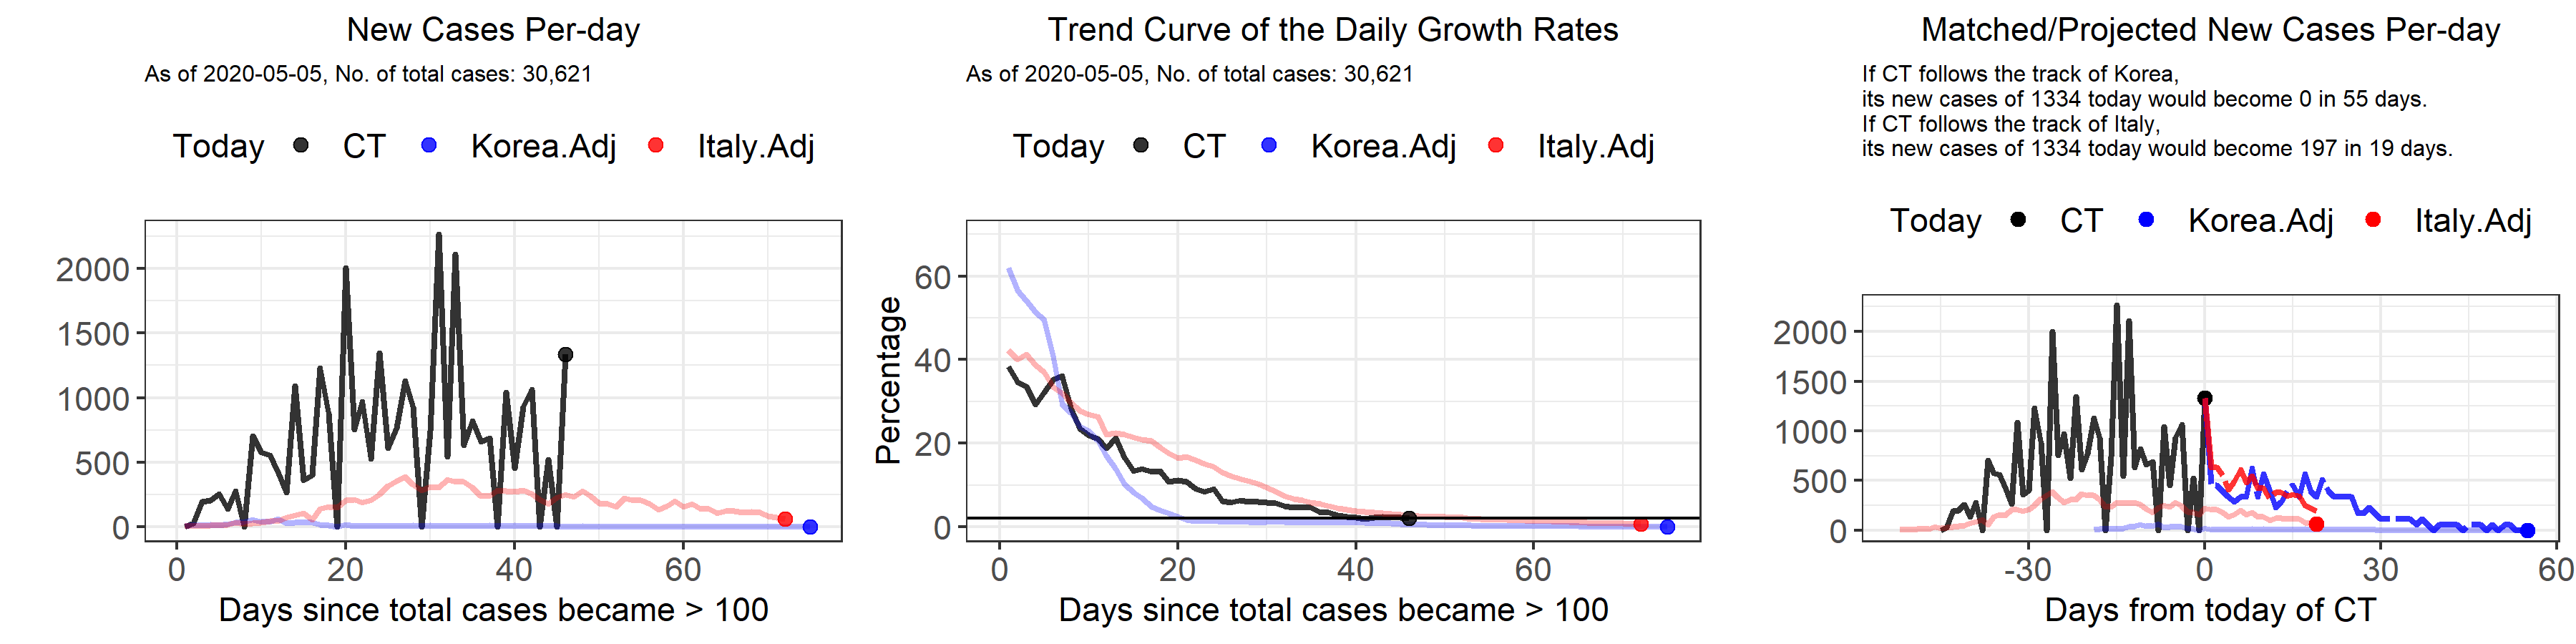 New Cases Per-day
As of 2020-05-05, No. of total cases: 30,621
Today CT Korea.Adj Italy.Adj
2000
1500
1000
500
0
0 20 40 60
Days since total cases became > 100
Trend Curve of the Daily Growth Rates
As of 2020-05-05, No. of total cases: 30,621
Today CT Korea.Adj Italy.Adj
Percentage
60
40
20
0
0 20 40 60
Days since total cases became > 100
Matched/Projected New Cases Per-day
If CT follows the track of Korea,
its new cases of 1334 today would become 0 in 55 days.
If CT follows the track of Italy,
its new cases of 1334 today would become 197 in 19 days.
Today CT Korea.Adj Italy.Adj
2000
1500
1000
500
0
-30 0 30 60
Days from today of CT